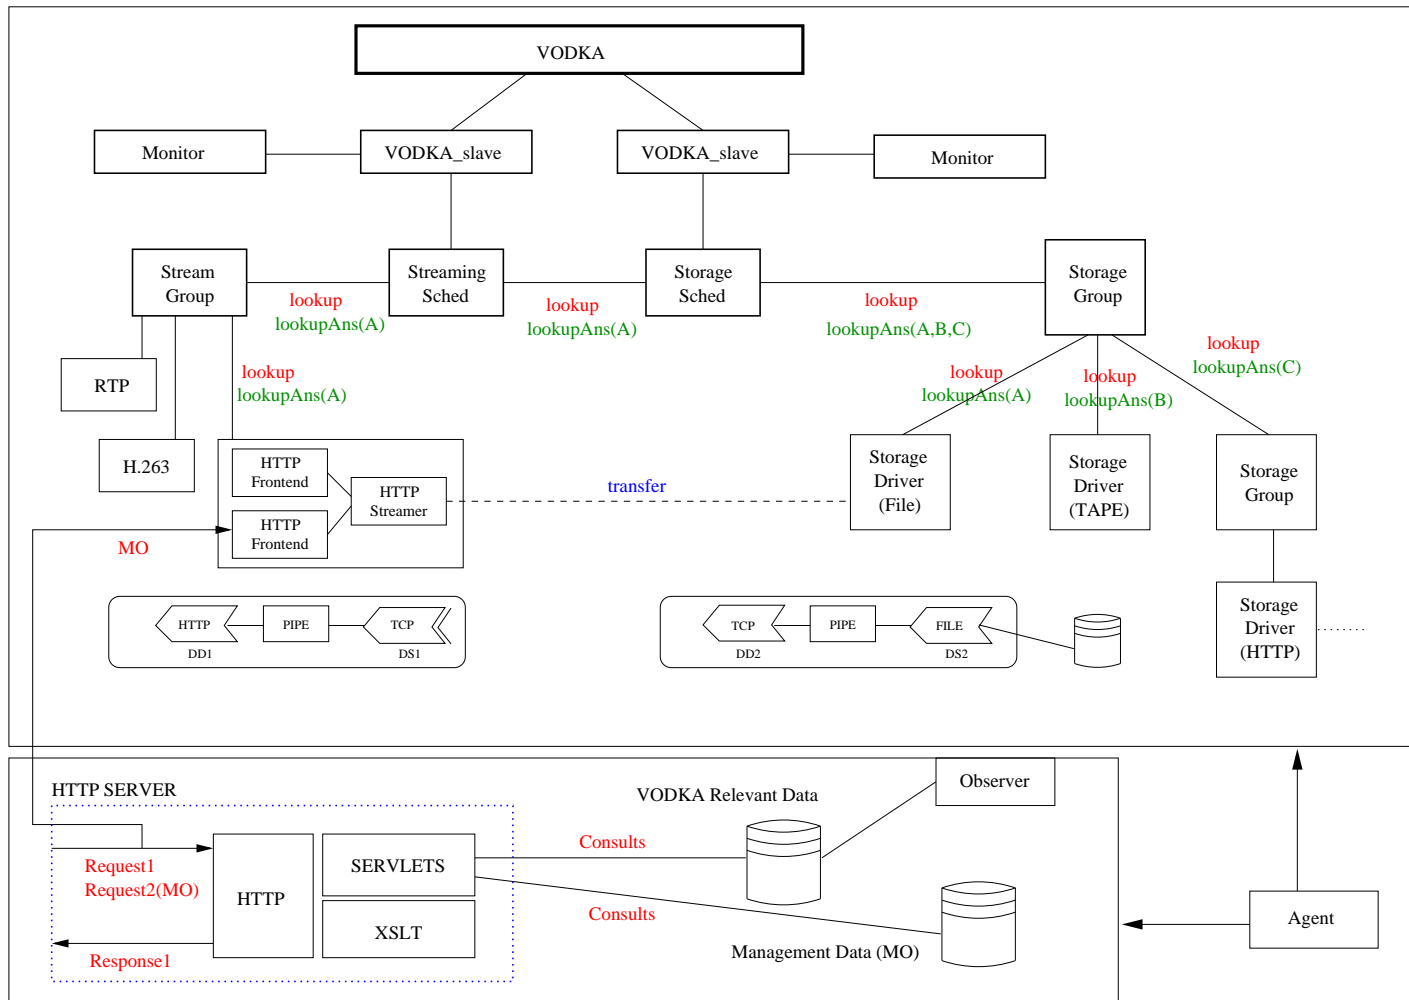 VODKA
Monitor
VODKA_slave
VODKA_slave
Monitor
Stream
Group
Streaming
Sched
Storage
Sched
Storage
Group
lookup
lookupAns(A)
lookup
lookupAns(A)
lookup
lookupAns(A,B,C)
RTP
lookup
lookupAns(A)
lookup
lookupAns(A)
lookup
lookupAns(B)
lookup
lookupAns(C)
H.263
HTTP
Frontend
HTTP
Streamer
HTTP
Frontend
transfer
Storage
Driver
(File)
Storage
Driver
(TAPE)
Storage
Group
MO
HTTP
PIPE
TCP
DD1
DS1
TCP
PIPE
FILE
DD2
DS2
Storage
Driver
(HTTP)
HTTP SERVER
Request1
Request2(MO)
Response1
HTTP
SERVLETS
XSLT
Consults
Consults
VODKA Relevant Data
Observer
Management Data (MO)
Agent